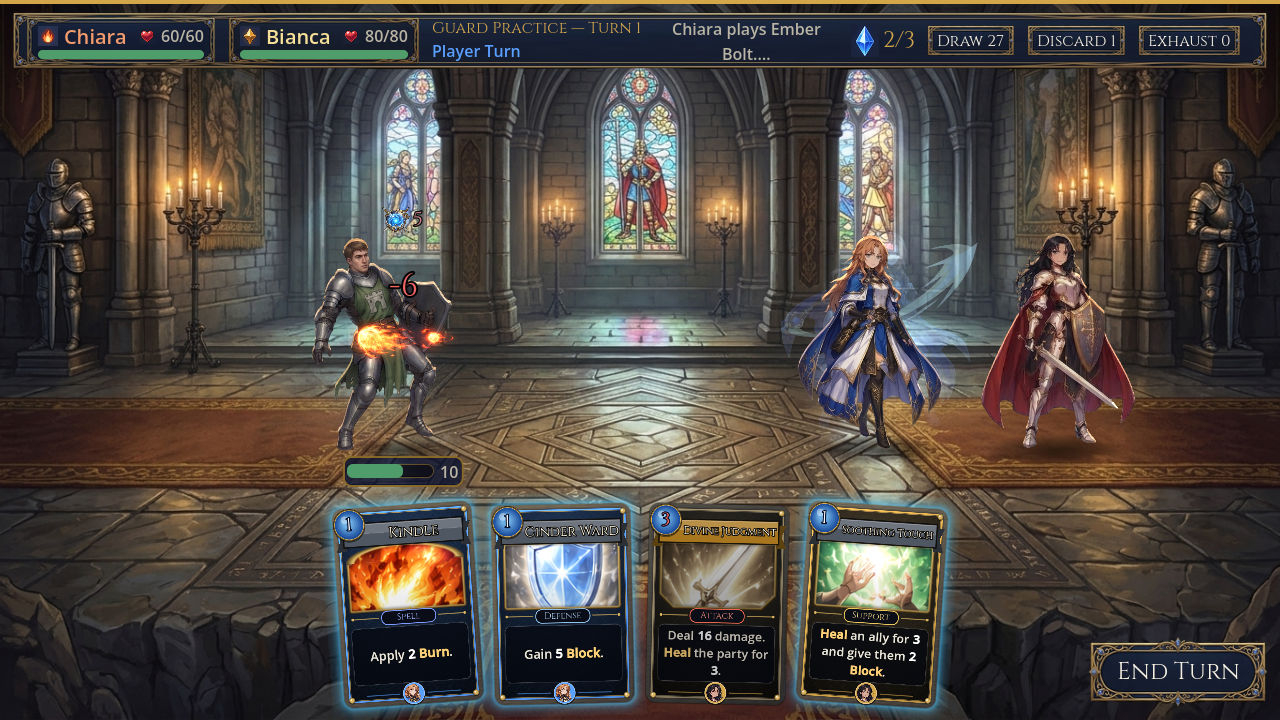 Chiara 60/60
Bianca 80/80
Guard Practice — Turn 1
Player Turn
Chiara plays Ember
Bolt....
2/3
Draw 27
Discard 1
Exhaust 0
5
-6
10
1
Kindle
Spell
Apply 2 Burn.
1
Cinder Ward
Defense
Gain 5 Block.
3
Divine Judgment
Attack
Deal 16 damage.
Heal the party for
3.
1
Soothing Touch
Support
Heal an ally for 3
and give them 2
Block.
End Turn